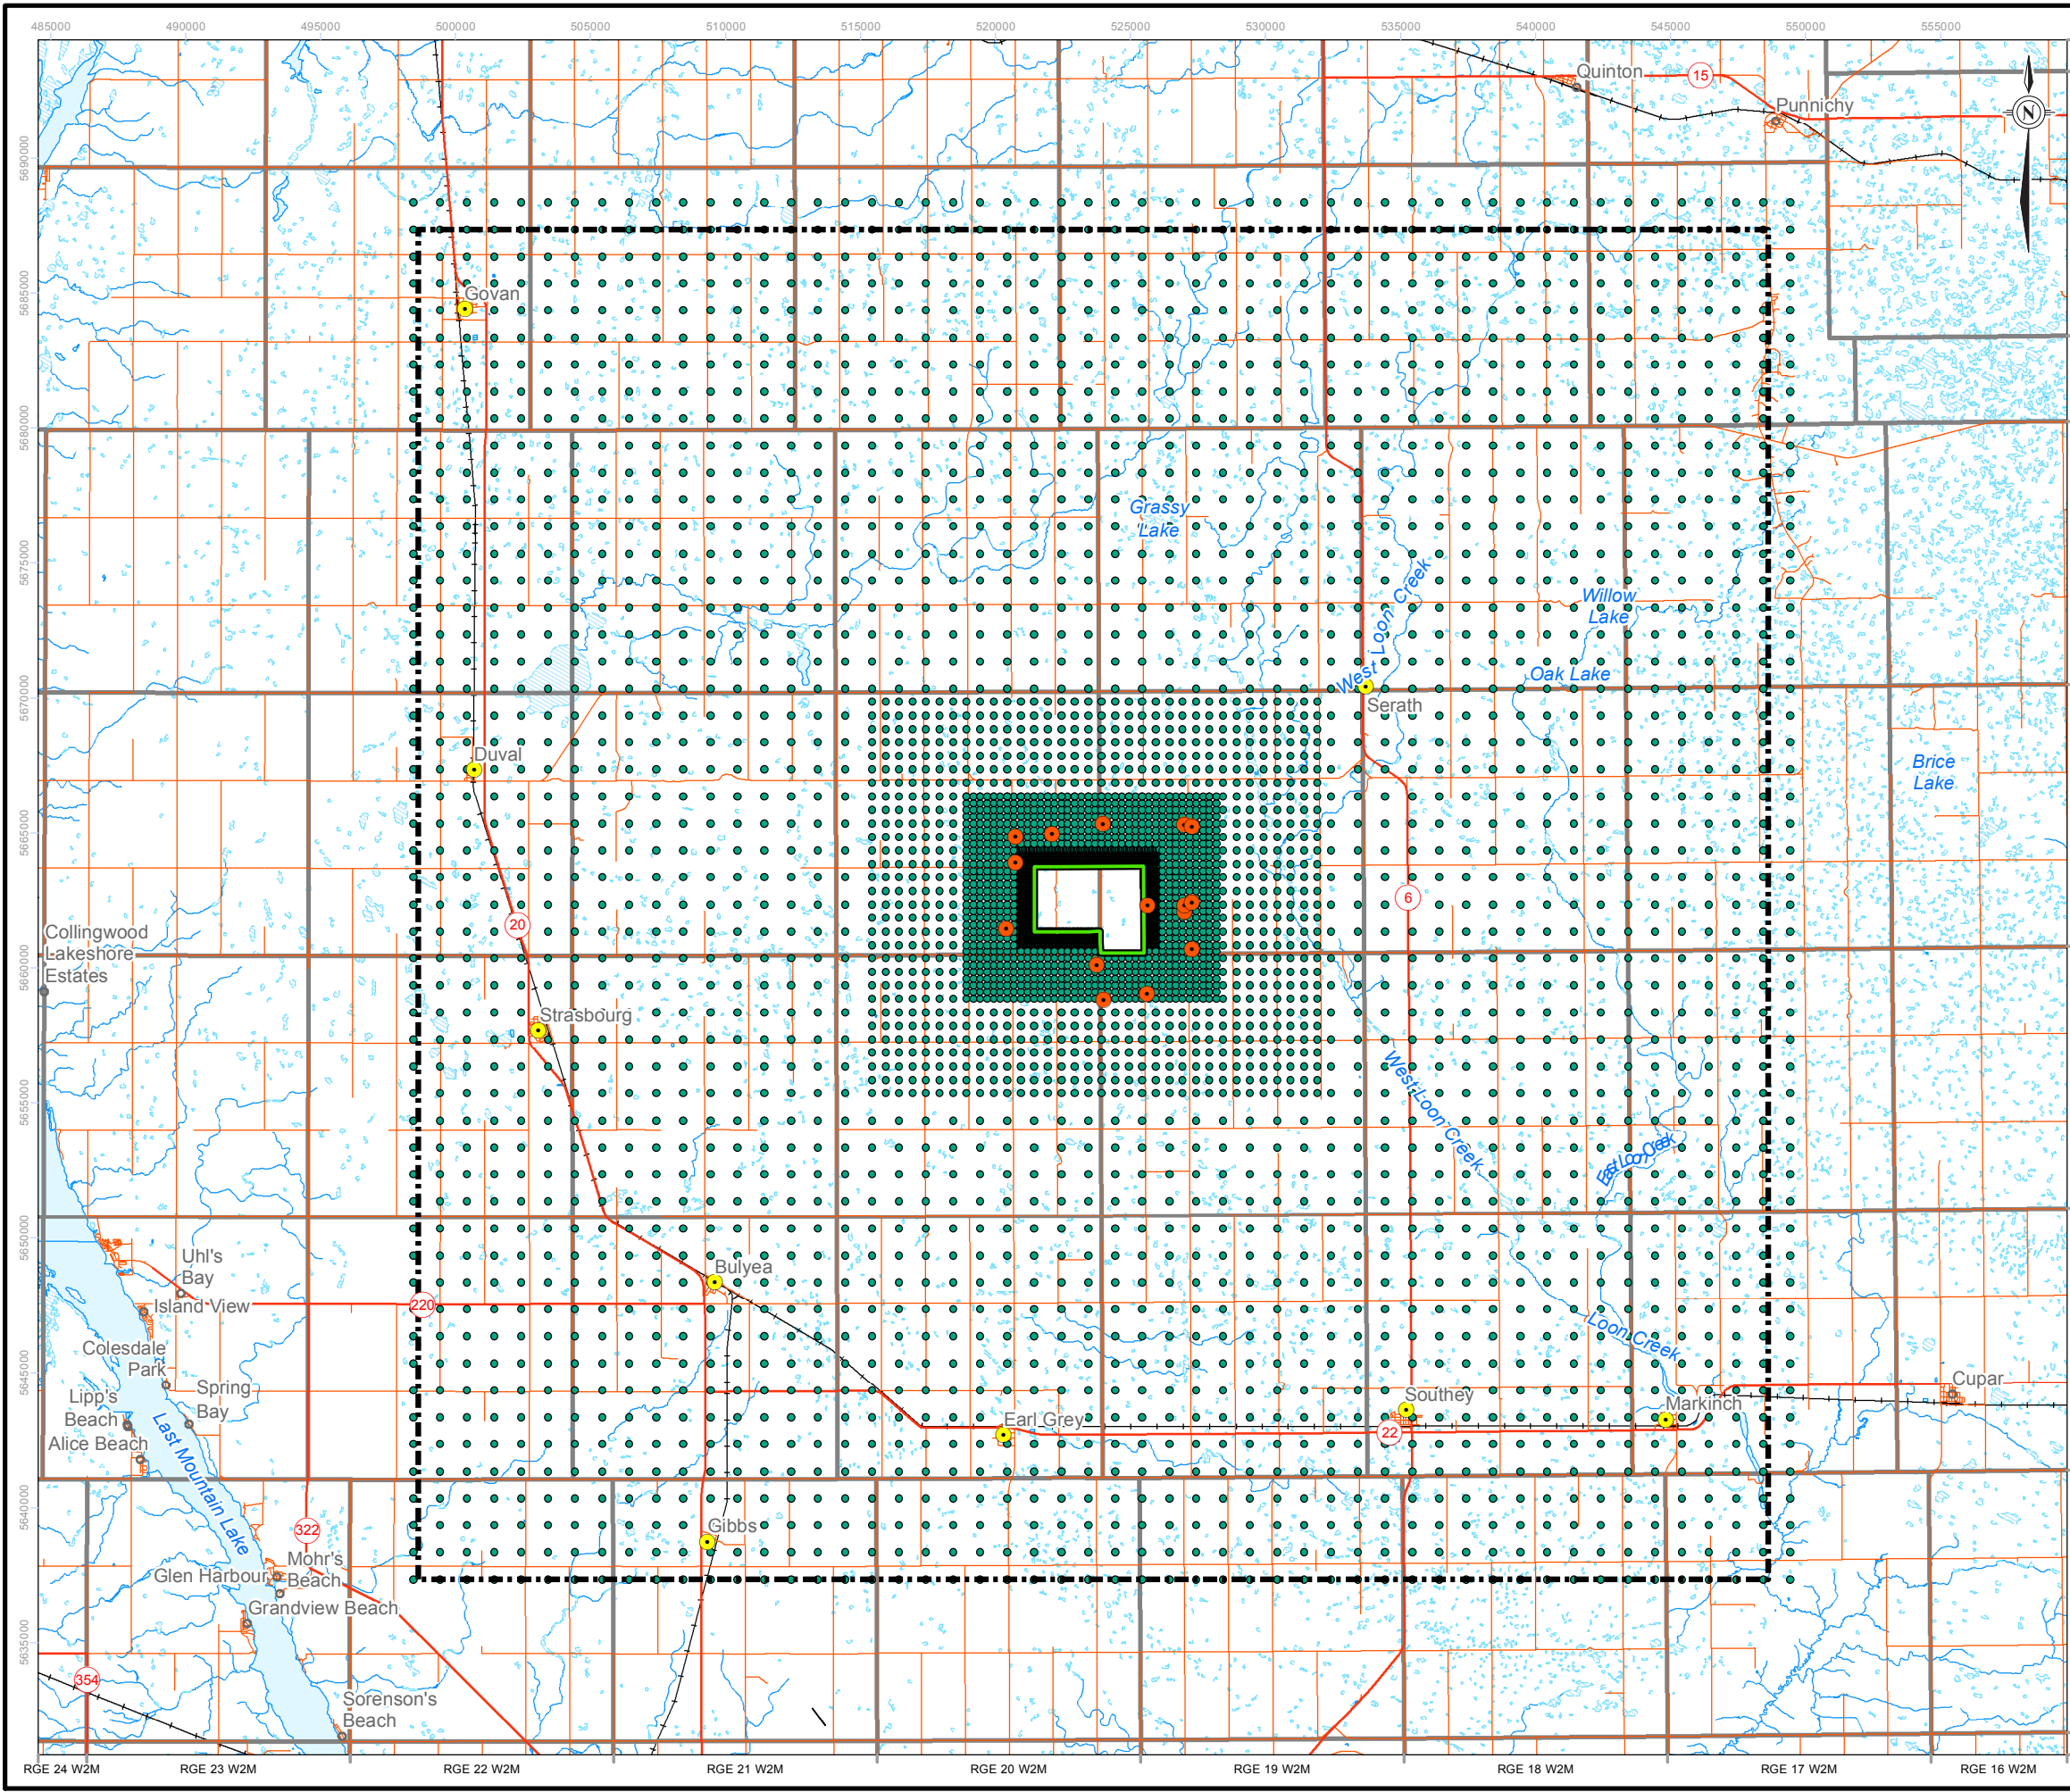 485000 490000 495000 500000 505000 510000 515000 520000 525000 530000 535000 540000 545000 550000 555000
Quinton
15
Punnichy
N
5690000
5685000
Govan
5680000
Grassy
Lake
5675000
West Loon Creek
Willow
Lake
Oak Lake
5670000
Serath
Duval
Brice
Lake
5665000
6
20
Collingwood
Lakeshore
Estates
5660000
Strasbourg
West Loon Creek
5655000
East Loon Creek
5650000
Uhl's
Bay
Bulyea
Island View
220
Loon Creek
Colesdale
Park
5645000
Spring
Bay
Lipp's
Beach
Cupar
Southey
Markinch
Earl Grey
22
Alice Beach
Last Mountain Lake
5640000
322
Gibbs
Mohr's
Beach
Glen Harbour
Grandview Beach
5635000
354
Sorenson's
Beach
RGE 24 W2M RGE 23 W2M RGE 22 W2M RGE 21 W2M RGE 20 W2M RGE 19 W2M RGE 18 W2M RGE 17 W2M RGE 16 W2M